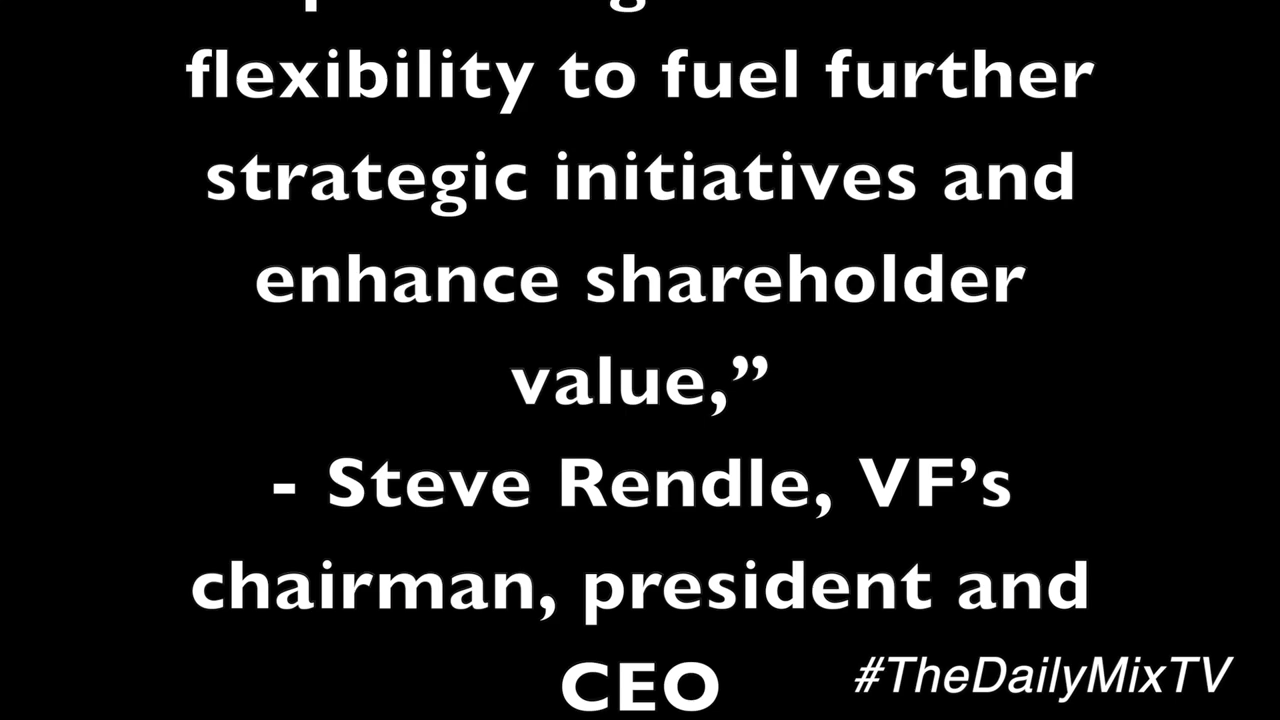 flexibility to fuel further
strategic initiatives and
enhance shareholder
value,”
- Steve Rendle, VF’s
chairman, president and
CEO
#TheDailyMixTV